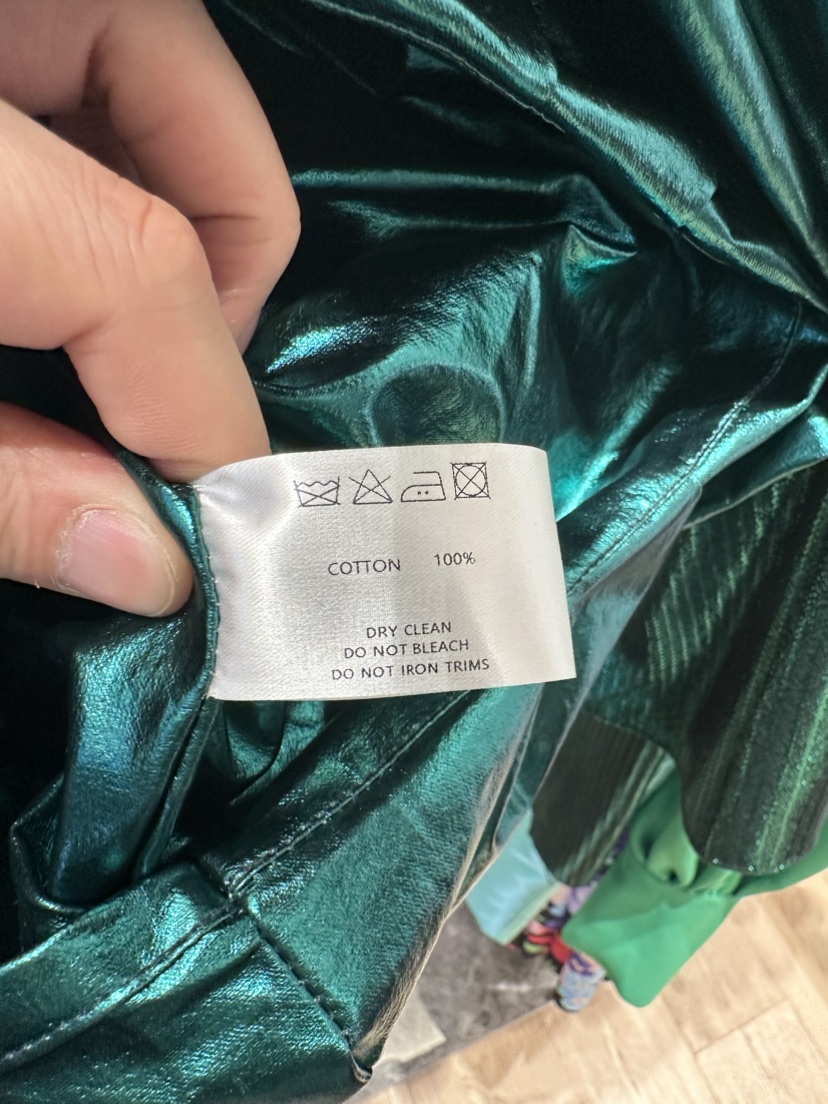 COTTON 100%
DRY CLEAN
DO NOT BLEACH
DO NOT IRON TRIMS